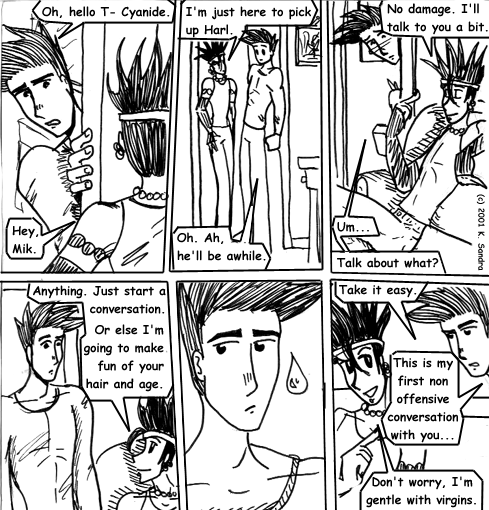 Oh, hello T- Cyanide.
Hey,
Mik.
I'm just here to pick
up Harl.
Oh. Ah,
he'll be awhile.
No damage. I'll
talk to you a bit.
Um...
Talk about what?
(c) 2001 K. Sandra
Anything. Just start a
conversation.
Or else I'm
going to make
fun of your
hair and age.
Take it easy.
This is my
first non
offensive
conversation
with you...
Don't worry, I'm
gentle with virgins.